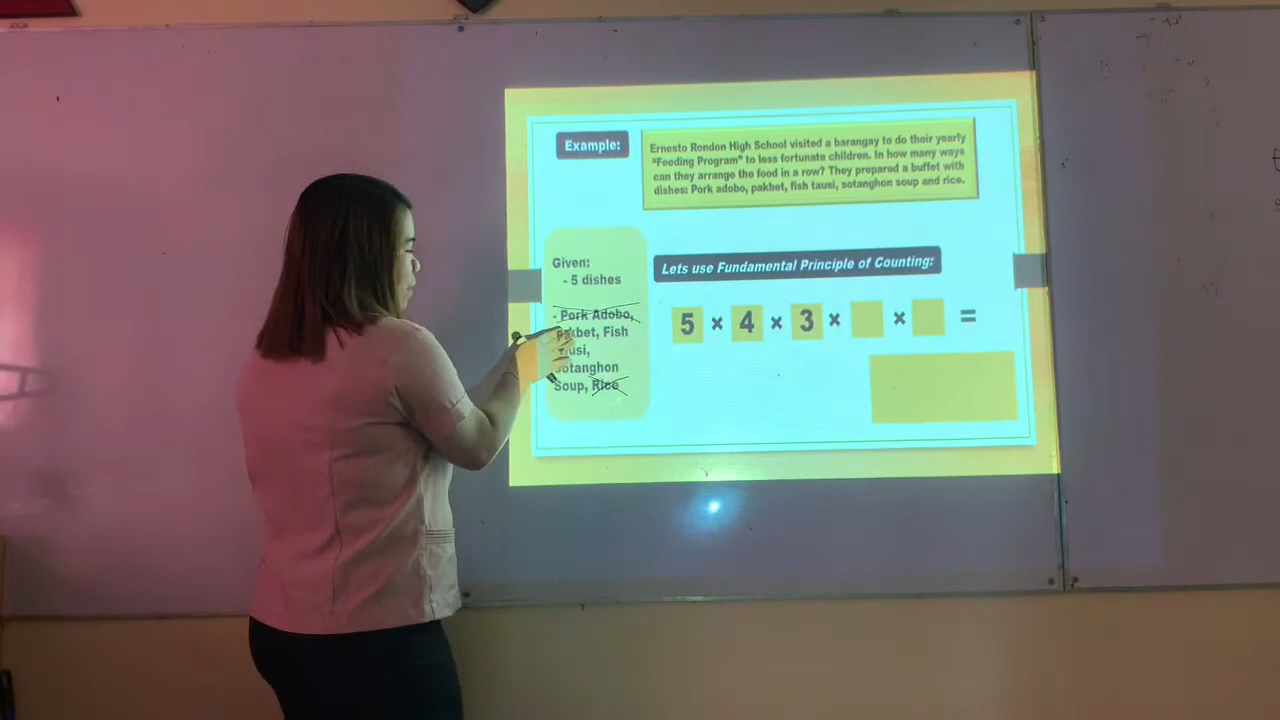 Example:
Ernesto Rondon High School visited a barangay to do their yearly
"Feeding Program" to less fortunate children. In how many ways
can they arrange the food in a row? They prepared a buffet with
dishes: Pork adobo, pakbet, fish tausi, sotanghon soup and rice.
Given:
- 5 dishes
- Pork Adobo,
pakbet, Fish
Soup, Rice
Lets use Fundamental Principle of Counting:
5 × 4 × 3 × × =